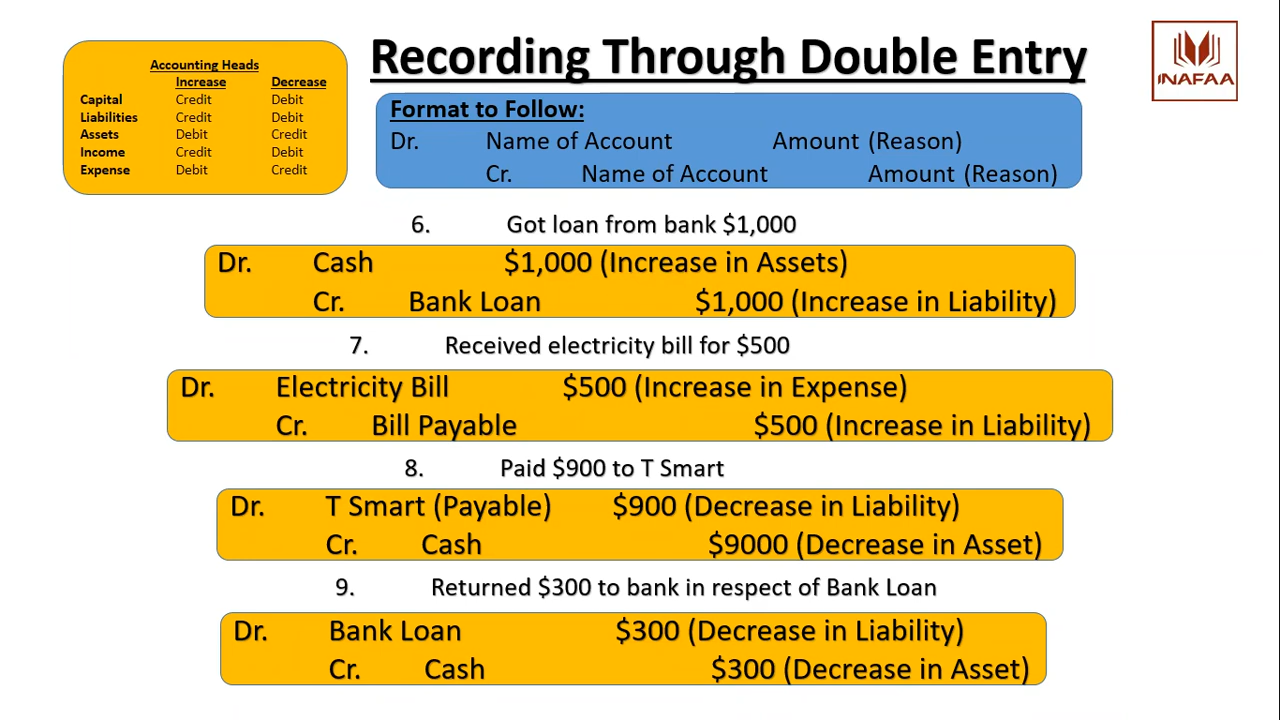 Accounting Heads
Increase Decrease
Capital Credit Debit
Liabilities Credit Debit
Assets Debit Credit
Income Credit Debit
Expense Debit Credit
Recording Through Double Entry
INAFAA
Format to Follow:
Dr. Name of Account Amount (Reason)
Cr. Name of Account Amount (Reason)
6. Got loan from bank $1,000
Dr. Cash $1,000 (Increase in Assets)
Cr. Bank Loan $1,000 (Increase in Liability)
7. Received electricity bill for $500
Dr. Electricity Bill $500 (Increase in Expense)
Cr. Bill Payable $500 (Increase in Liability)
8. Paid $900 to T Smart
Dr. T Smart (Payable) $900 (Decrease in Liability)
Cr. Cash $9000 (Decrease in Asset)
9. Returned $300 to bank in respect of Bank Loan
Dr. Bank Loan $300 (Decrease in Liability)
Cr. Cash $300 (Decrease in Asset)